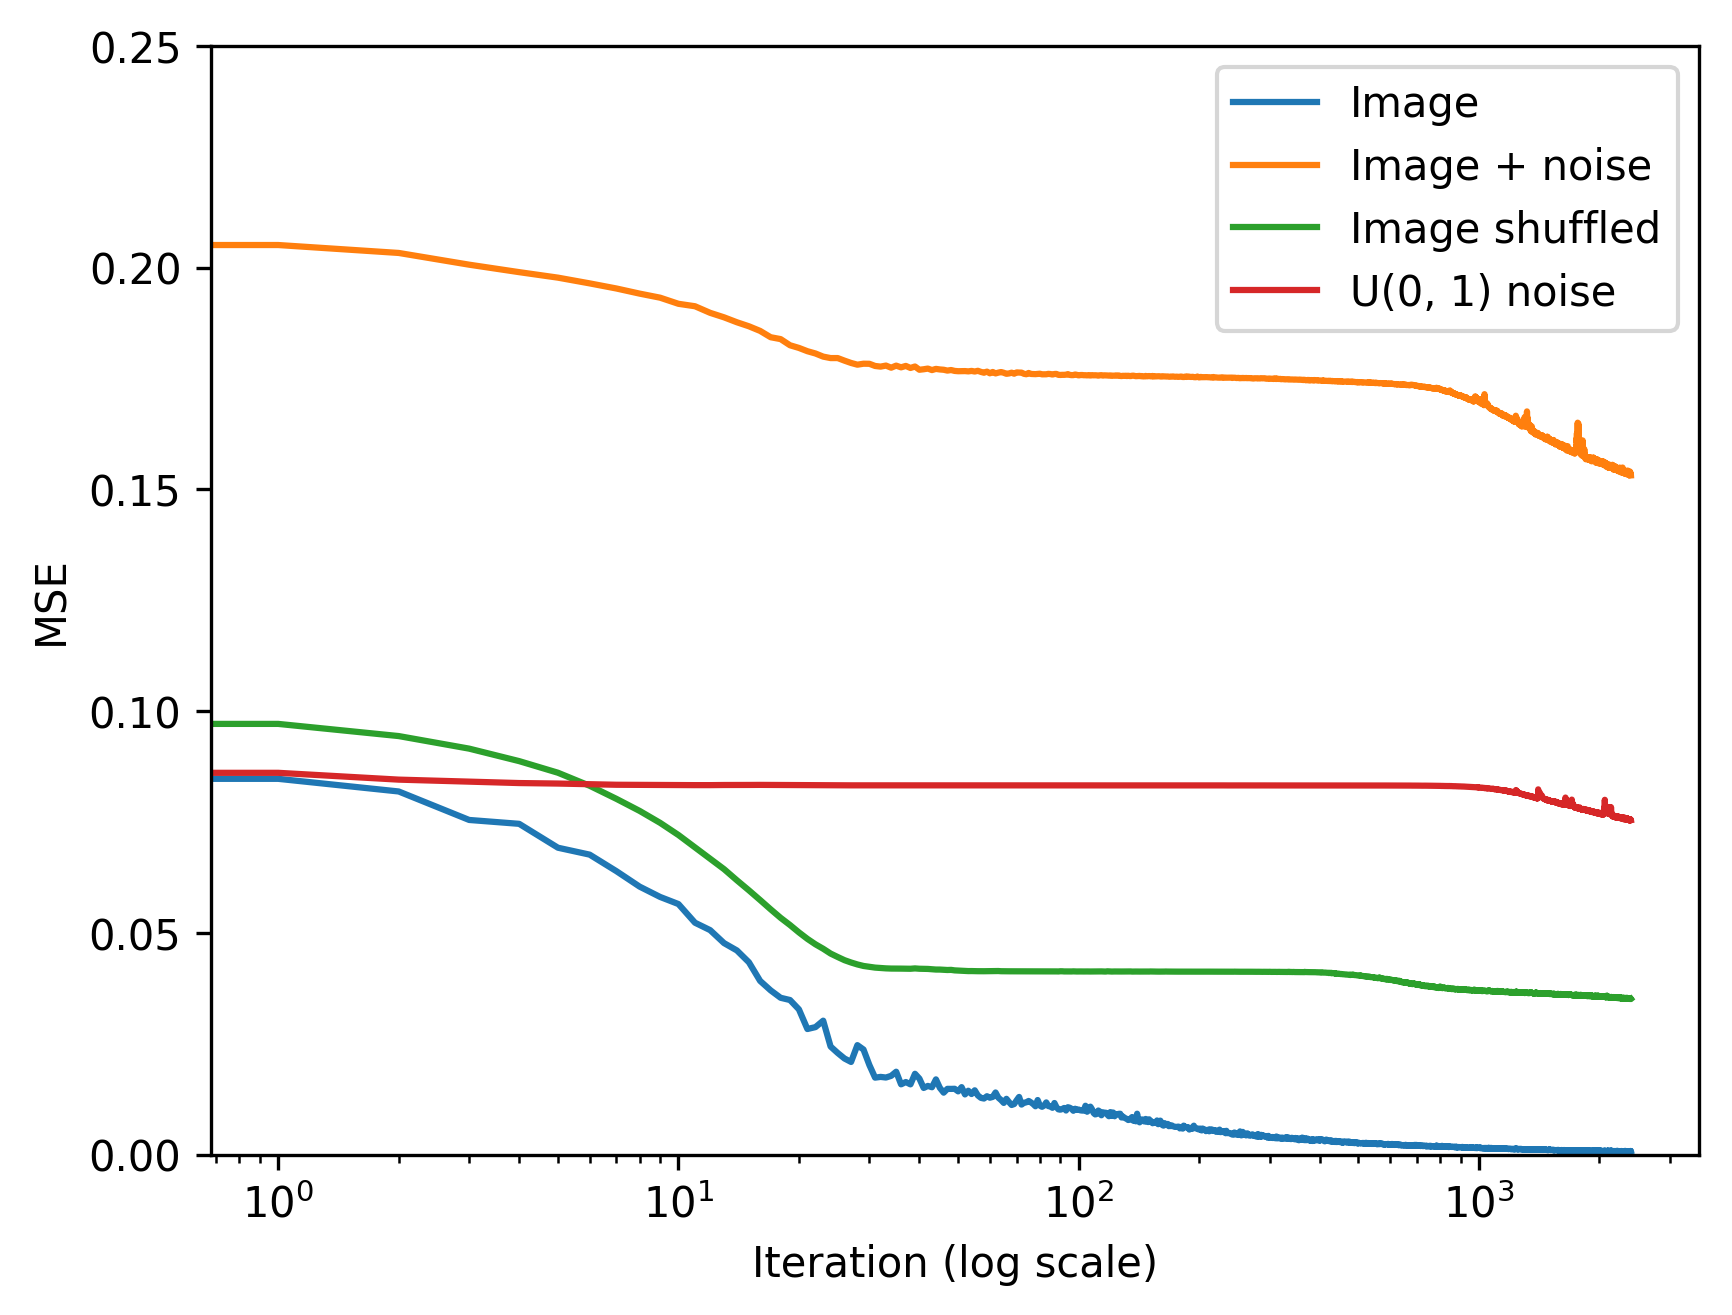 0.25
0.20
0.15
0.10
0.05
0.00
MSE
Image
Image + noise
Image shuffled
U(0, 1) noise
10⁰
10¹
10²
10³
Iteration (log scale)